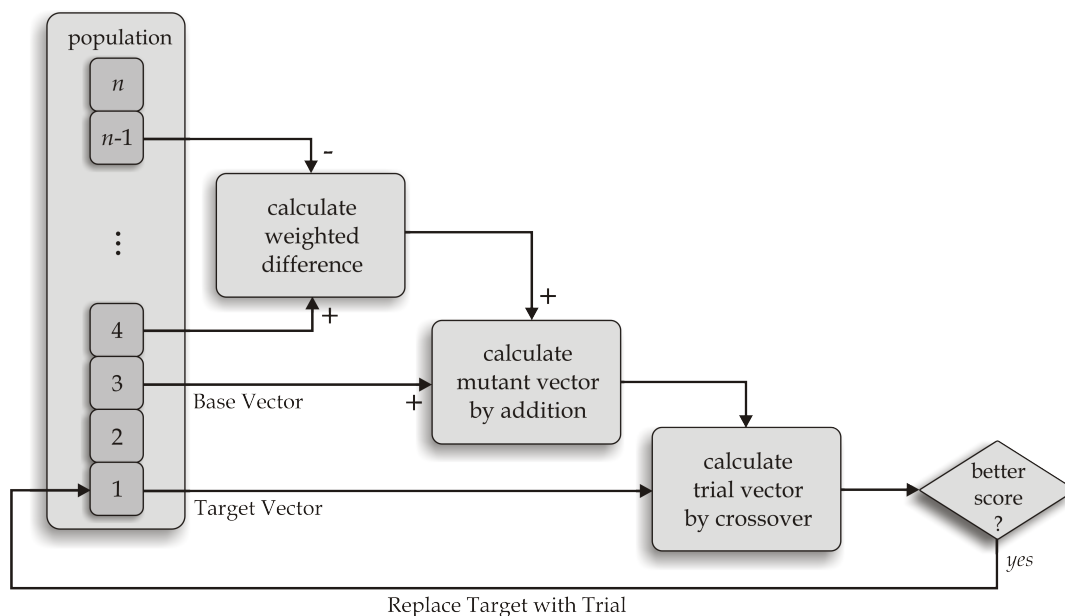 population
n
n-1
-
calculate
weighted
difference
⋮
+
+
4
calculate
mutant vector
by addition
3
Base Vector
+
2
calculate
trial vector
by crossover
better
score
?
1
Target Vector
yes
Replace Target with Trial